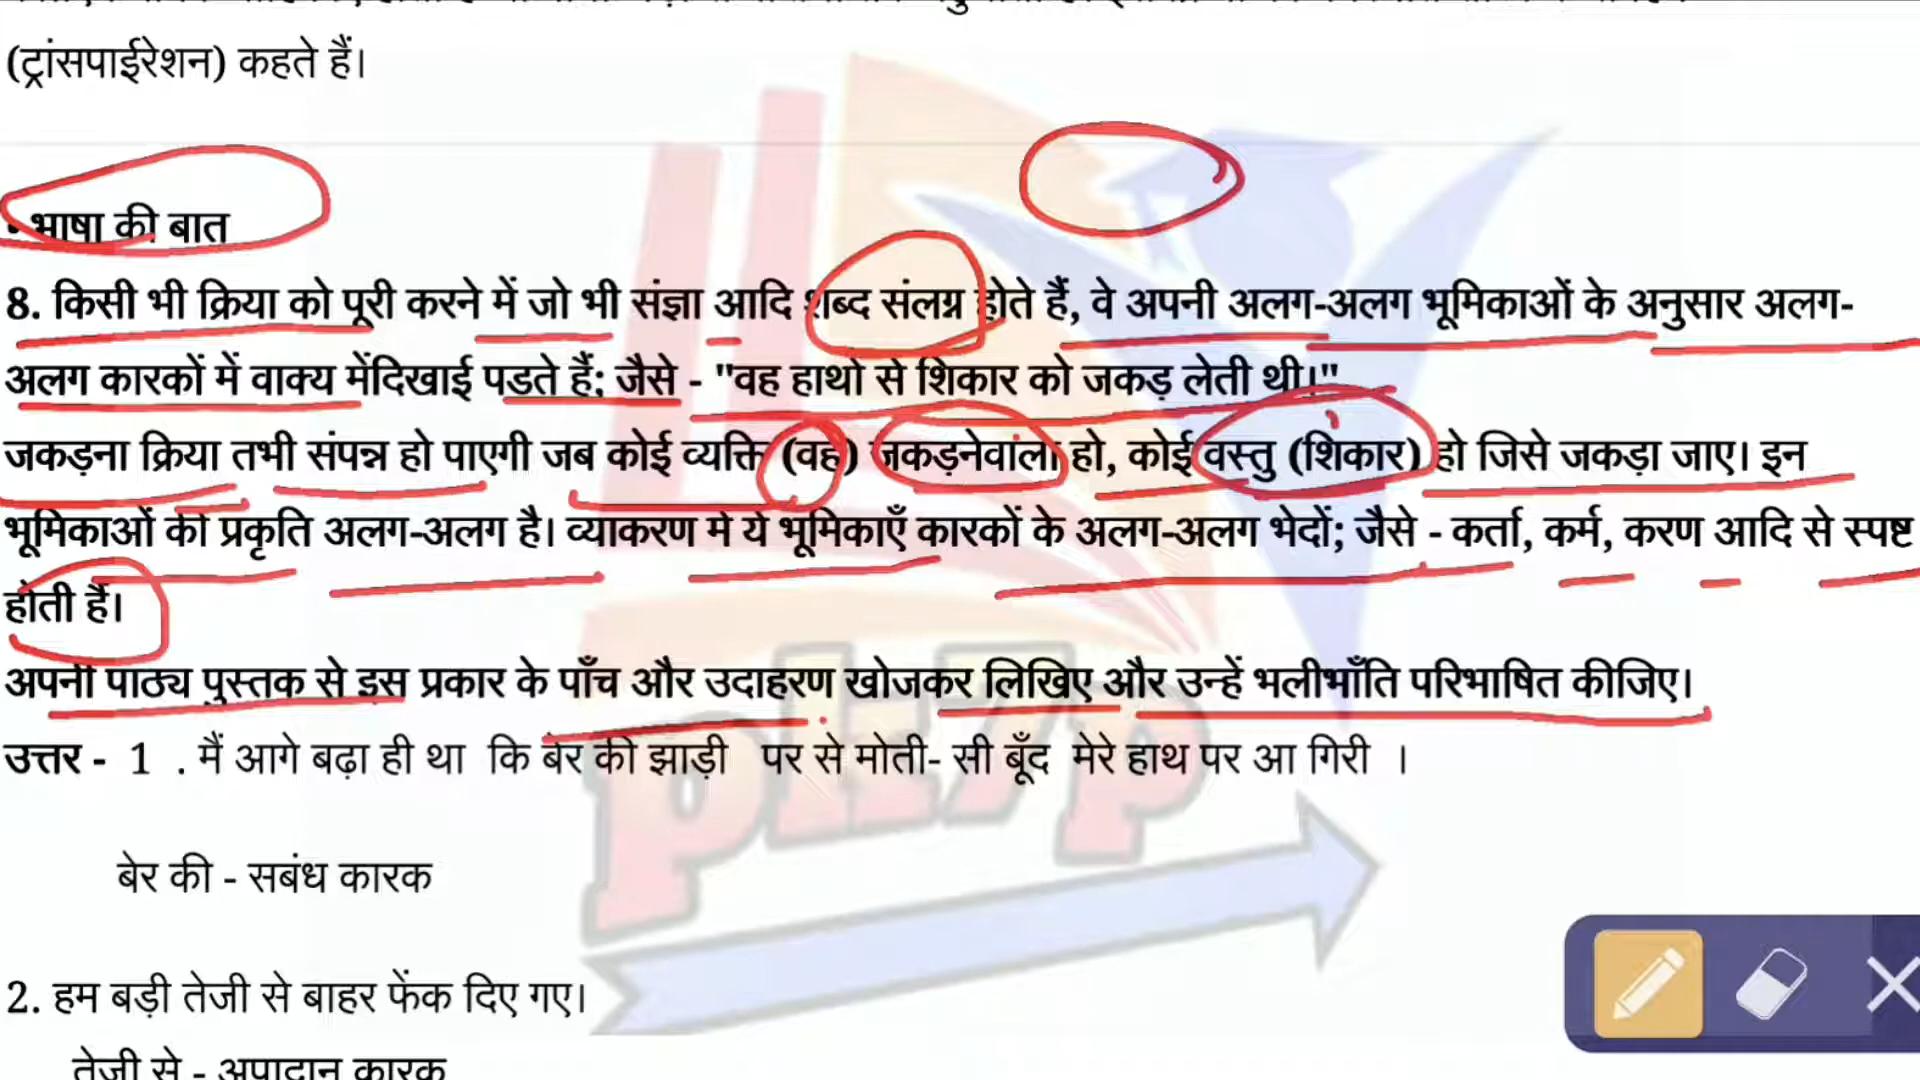 (ट्रांसपाईरेशन) कहते हैं।
• भाषा की बात
8. किसी भी क्रिया को पूरी करने में जो भी संज्ञा आदि शब्द संलग्न होते हैं, वे अपनी अलग-अलग भूमिकाओं के अनुसार अलग-
अलग कारकों में वाक्य मेंदिखाई पडते हैं; जैसे - "वह हाथो से शिकार को जकड़ लेती थी।"
जकड़ना क्रिया तभी संपन्न हो पाएगी जब कोई व्यक्ति (वह) जकड़नेवाला हो, कोई वस्तु (शिकार) हो जिसे जकड़ा जाए। इन
भूमिकाओं की प्रकृति अलग-अलग है। व्याकरण में ये भूमिकाएँ कारकों के अलग-अलग भेदों; जैसे - कर्ता, कर्म, करण आदि से स्पष्ट
होती हैं।
अपनी पाठ्य पुस्तक से इस प्रकार के पाँच और उदाहरण खोजकर लिखिए और उन्हें भलीभाँति परिभाषित कीजिए।
उत्तर - 1 . मैं आगे बढ़ा ही था कि बेर की झाड़ी पर से मोती- सी बूँद मेरे हाथ पर आ गिरी ।
pk7p
बेर की - सबंध कारक
2. हम बड़ी तेजी से बाहर फेंक दिए गए।
तेजी से - अपादान कारक